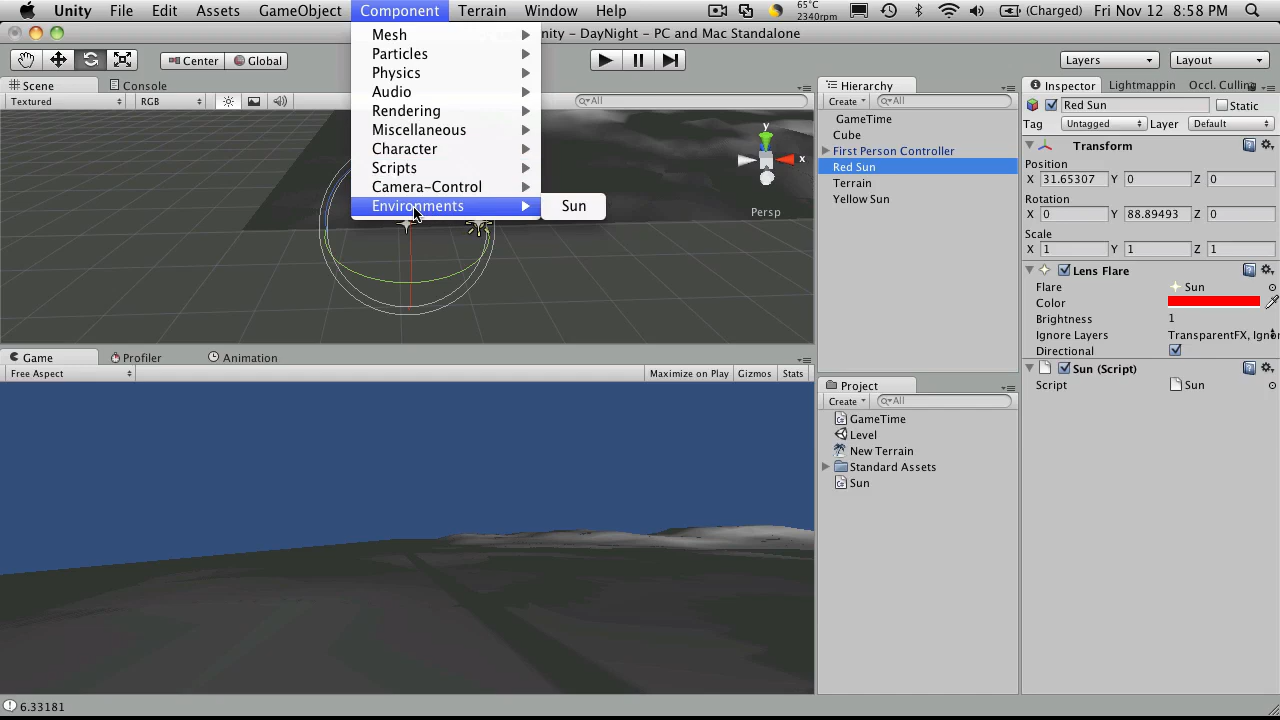 Unity File Edit Assets GameObject Component Terrain Window Help 65°C 2340rpm (Charged) Fri Nov 12 8:58 PM
nity - DayNight - PC and Mac Standalone
Center Global Layers Layout
Scene Console
Textured RGB All
Mesh
Particles
Physics
Audio
Rendering
Miscellaneous
Character
Scripts
Camera-Control
Environments Sun
y
x
Persp
Game Profiler Animation
Free Aspect Maximize on Play Gizmos Stats
Hierarchy
Create All
GameTime
Cube
First Person Controller
Red Sun
Terrain
Yellow Sun
Project
Create All
GameTime
Level
New Terrain
Standard Assets
Sun
Inspector Lightmappin Occl. Culling
Red Sun Static
Tag Untagged Layer Default
Transform
Position
X 31.65307 Y 0 Z 0
Rotation
X 0 Y 88.89493 Z 0
Scale
X 1 Y 1 Z 1
Lens Flare
Flare Sun
Color
Brightness 1
Ignore Layers TransparentFX, Ignor
Directional
Sun (Script)
Script Sun
6.33181